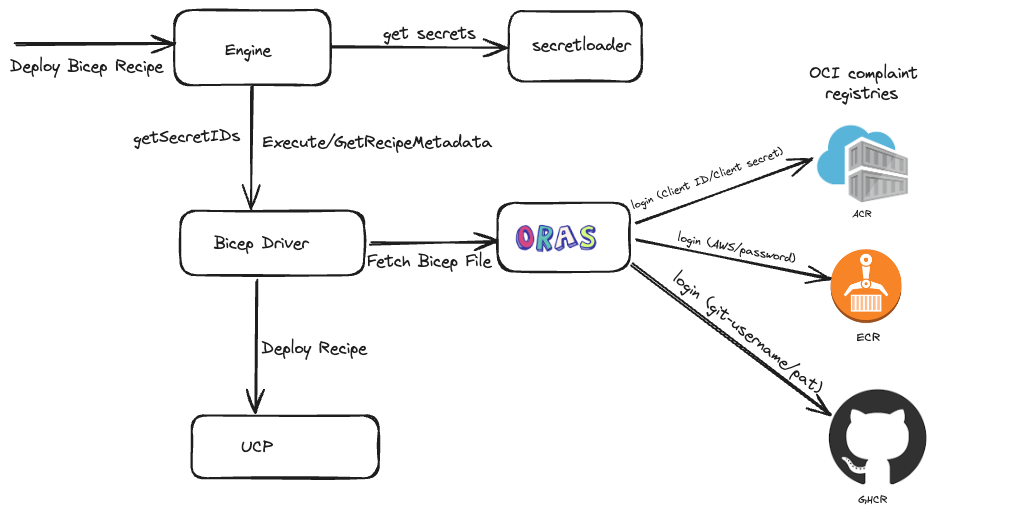 Deploy Bicep Recipe
Engine
get secrets
secretloader
OCI complaint
registries
getSecretIDs
Execute/GetRecipeMetadata
login (Client ID/Client secret)
ACR
Bicep Driver
Fetch Bicep File
ORAS
login (AWS/password)
ECR
login (git-username/pat)
Deploy Recipe
UCP
GHCR